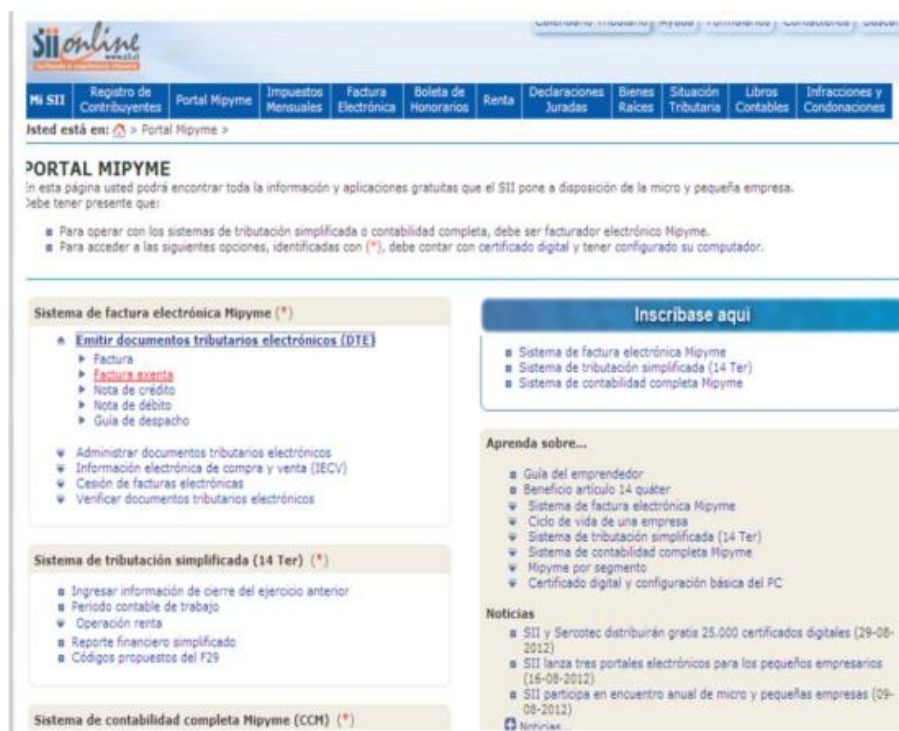 Calendario Tributario Ayuda Formularios Contáctenos
Sii online
www.sii.cl
Mi SII
Registro de Contribuyentes
Portal Mipyme
Impuestos Mensuales
Factura Electrónica
Boleta de Honorarios
Renta
Declaraciones Juradas
Bienes Raíces
Situación Tributaria
Libros Contables
Infracciones y Condonaciones
Usted está en: > Portal Mipyme >
PORTAL MIPYME
En esta página usted podrá encontrar toda la información y aplicaciones gratuitas que el SII pone a disposición de la micro y pequeña empresa.
Debe tener presente que:
Para operar con los sistemas de tributación simplificada o contabilidad completa, debe ser facturador electrónico Mipyme.
Para acceder a las siguientes opciones, identificadas con (*), debe contar con certificado digital y tener configurado su computador.
Sistema de factura electrónica Mipyme (*)
Emitir documentos tributarios electrónicos (DTE)
Factura
Factura exenta
Nota de crédito
Nota de débito
Guía de despacho
Administrar documentos tributarios electrónicos
Información electrónica de compra y venta (IECV)
Cesión de facturas electrónicas
Verificar documentos tributarios electrónicos
Sistema de tributación simplificada (14 Ter) (*)
Ingresar información de cierre del ejercicio anterior
Periodo contable de trabajo
Operación renta
Reporte financiero simplificado
Códigos propuestos del F29
Sistema de contabilidad completa Mipyme (CCM) (*)
Inscríbase aquí
Sistema de factura electrónica Mipyme
Sistema de tributación simplificada (14 Ter)
Sistema de contabilidad completa Mipyme
Aprenda sobre...
Guía del emprendedor
Beneficio artículo 14 quáter
Sistema de factura electrónica Mipyme
Ciclo de vida de una empresa
Sistema de tributación simplificada (14 Ter)
Sistema de contabilidad completa Mipyme
Mipyme por segmento
Certificado digital y configuración básica del PC
Noticias
SII y Sercotec distribuirán gratis 25.000 certificados digitales (29-08-
2012)
SII lanza tres portales electrónicos para los pequeños empresarios
(16-08-2012)
SII participa en encuentro anual de micro y pequeñas empresas (09-
08-2012)
Noticias...